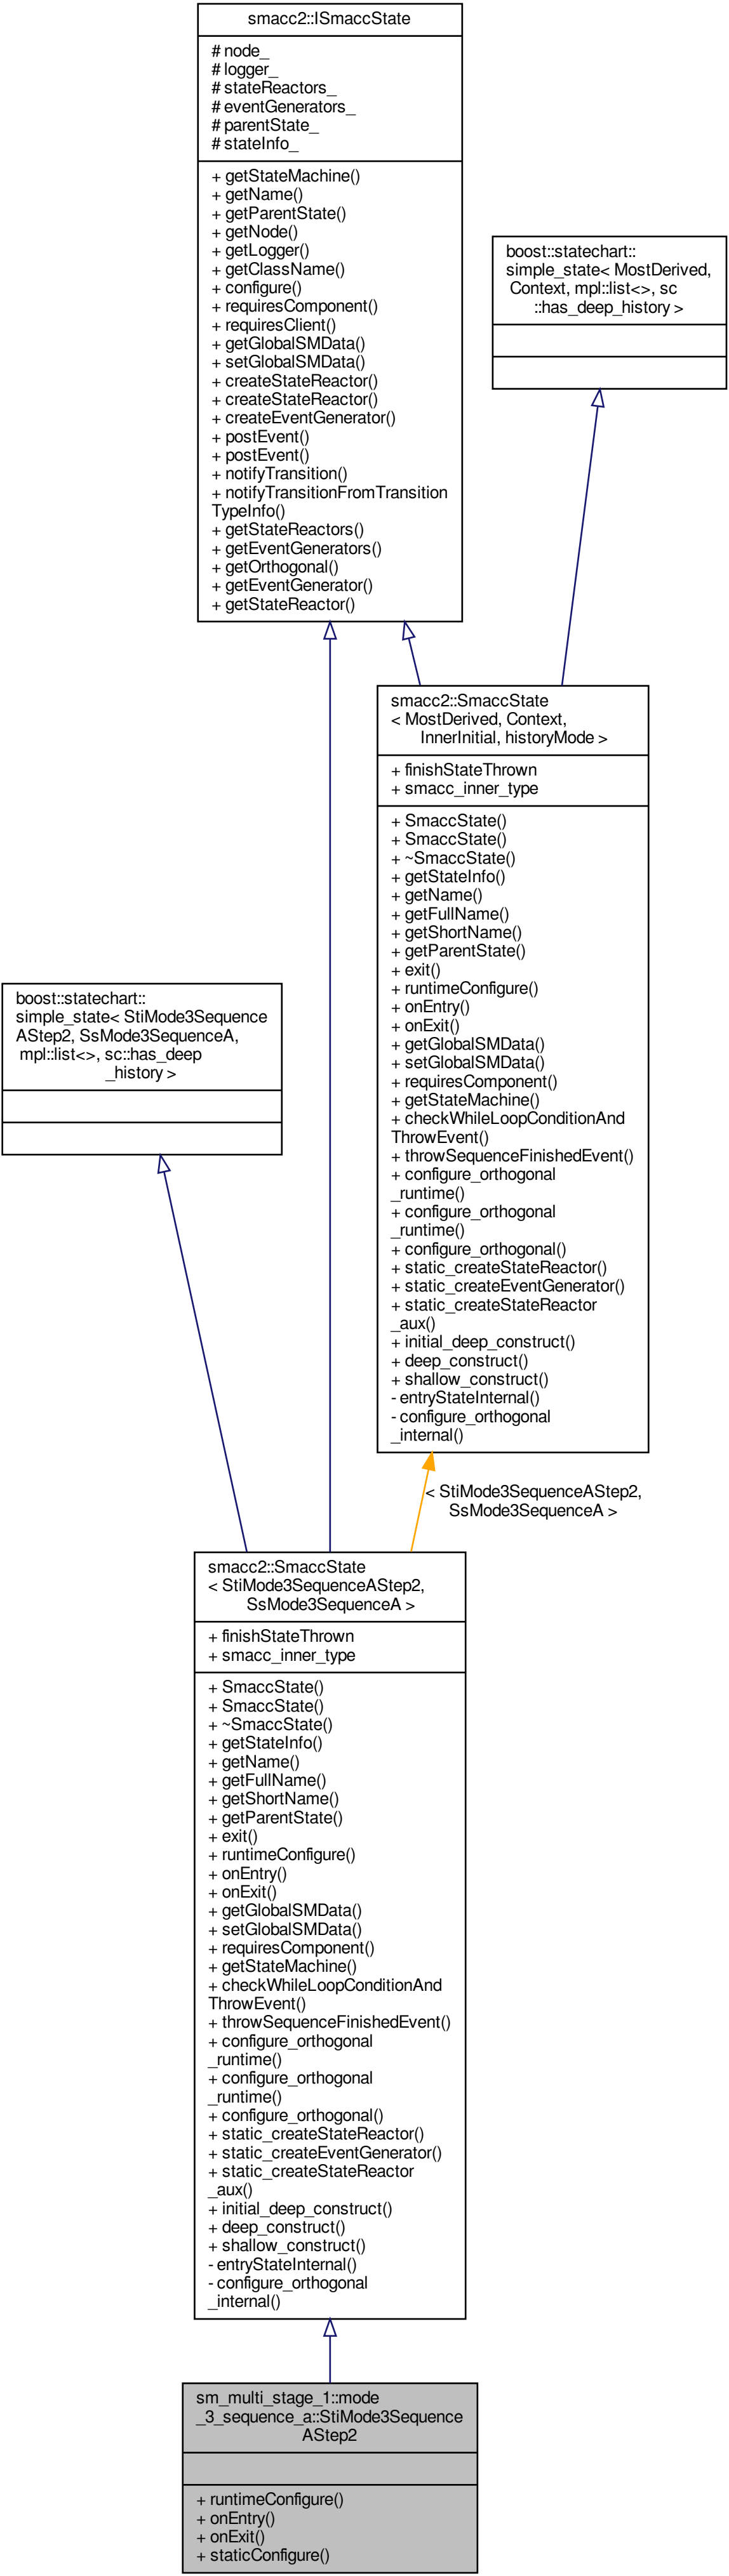 smacc2::ISmaccState
# node_
# logger_
# stateReactors_
# eventGenerators_
# parentState_
# stateInfo_
+ getStateMachine()
+ getName()
+ getParentState()
+ getNode()
+ getLogger()
+ getClassName()
+ configure()
+ requiresComponent()
+ requiresClient()
+ getGlobalSMData()
+ setGlobalSMData()
+ createStateReactor()
+ createStateReactor()
+ createEventGenerator()
+ postEvent()
+ postEvent()
+ notifyTransition()
+ notifyTransitionFromTransition
TypeInfo()
+ getStateReactors()
+ getEventGenerators()
+ getOrthogonal()
+ getEventGenerator()
+ getStateReactor()
boost::statechart::
simple_state< MostDerived,
Context, mpl::list<>, sc
::has_deep_history >
smacc2::SmaccState
< MostDerived, Context,
InnerInitial, historyMode >
+ finishStateThrown
+ smacc_inner_type
+ SmaccState()
+ SmaccState()
+ ~SmaccState()
+ getStateInfo()
+ getName()
+ getFullName()
+ getShortName()
+ getParentState()
+ exit()
+ runtimeConfigure()
+ onEntry()
+ onExit()
+ getGlobalSMData()
+ setGlobalSMData()
+ requiresComponent()
+ getStateMachine()
+ checkWhileLoopConditionAnd
ThrowEvent()
+ throwSequenceFinishedEvent()
+ configure_orthogonal
_runtime()
+ configure_orthogonal
_runtime()
+ configure_orthogonal()
+ static_createStateReactor()
+ static_createEventGenerator()
+ static_createStateReactor
_aux()
+ initial_deep_construct()
+ deep_construct()
+ shallow_construct()
- entryStateInternal()
- configure_orthogonal
_internal()
boost::statechart::
simple_state< StiMode3Sequence
AStep2, SsMode3SequenceA,
mpl::list<>, sc::has_deep
_history >
< StiMode3SequenceAStep2,
SsMode3SequenceA >
smacc2::SmaccState
< StiMode3SequenceAStep2,
SsMode3SequenceA >
+ finishStateThrown
+ smacc_inner_type
+ SmaccState()
+ SmaccState()
+ ~SmaccState()
+ getStateInfo()
+ getName()
+ getFullName()
+ getShortName()
+ getParentState()
+ exit()
+ runtimeConfigure()
+ onEntry()
+ onExit()
+ getGlobalSMData()
+ setGlobalSMData()
+ requiresComponent()
+ getStateMachine()
+ checkWhileLoopConditionAnd
ThrowEvent()
+ throwSequenceFinishedEvent()
+ configure_orthogonal
_runtime()
+ configure_orthogonal
_runtime()
+ configure_orthogonal()
+ static_createStateReactor()
+ static_createEventGenerator()
+ static_createStateReactor
_aux()
+ initial_deep_construct()
+ deep_construct()
+ shallow_construct()
- entryStateInternal()
- configure_orthogonal
_internal()
sm_multi_stage_1::mode
_3_sequence_a::StiMode3Sequence
AStep2
+ runtimeConfigure()
+ onEntry()
+ onExit()
+ staticConfigure()